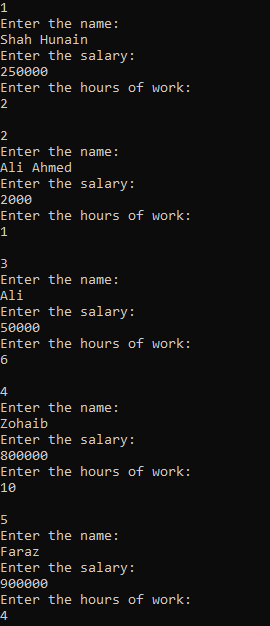 1
Enter the name:
Shah Hunain
Enter the salary:
250000
Enter the hours of work:
2
2
Enter the name:
Ali Ahmed
Enter the salary:
2000
Enter the hours of work:
1
3
Enter the name:
Ali
Enter the salary:
50000
Enter the hours of work:
6
4
Enter the name:
Zohaib
Enter the salary:
800000
Enter the hours of work:
10
5
Enter the name:
Faraz
Enter the salary:
900000
Enter the hours of work:
4